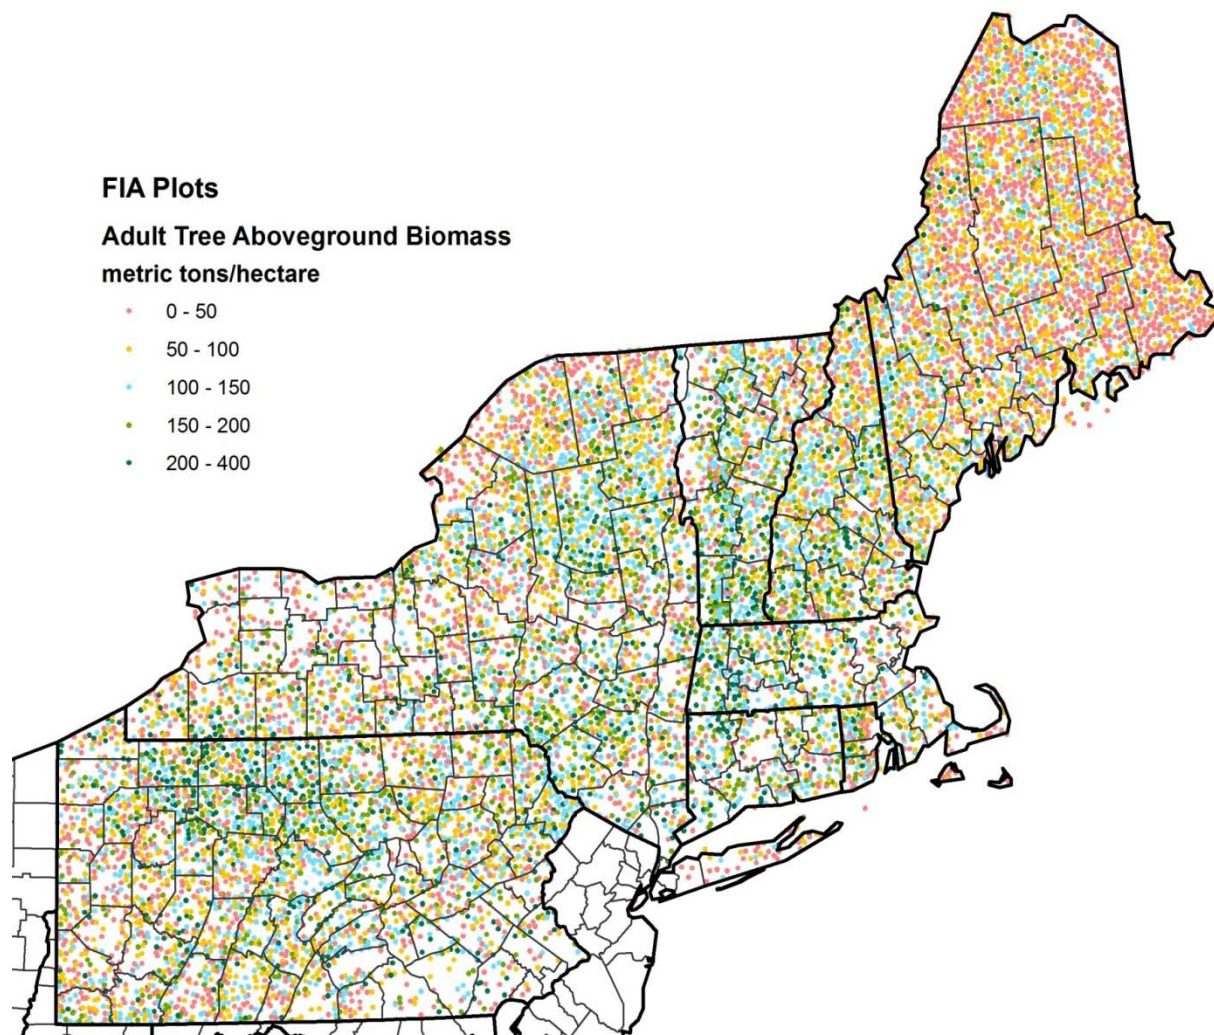 FIA Plots
Adult Tree Aboveground Biomass
metric tons/hectare
0 - 50
50 - 100
100 - 150
150 - 200
200 - 400